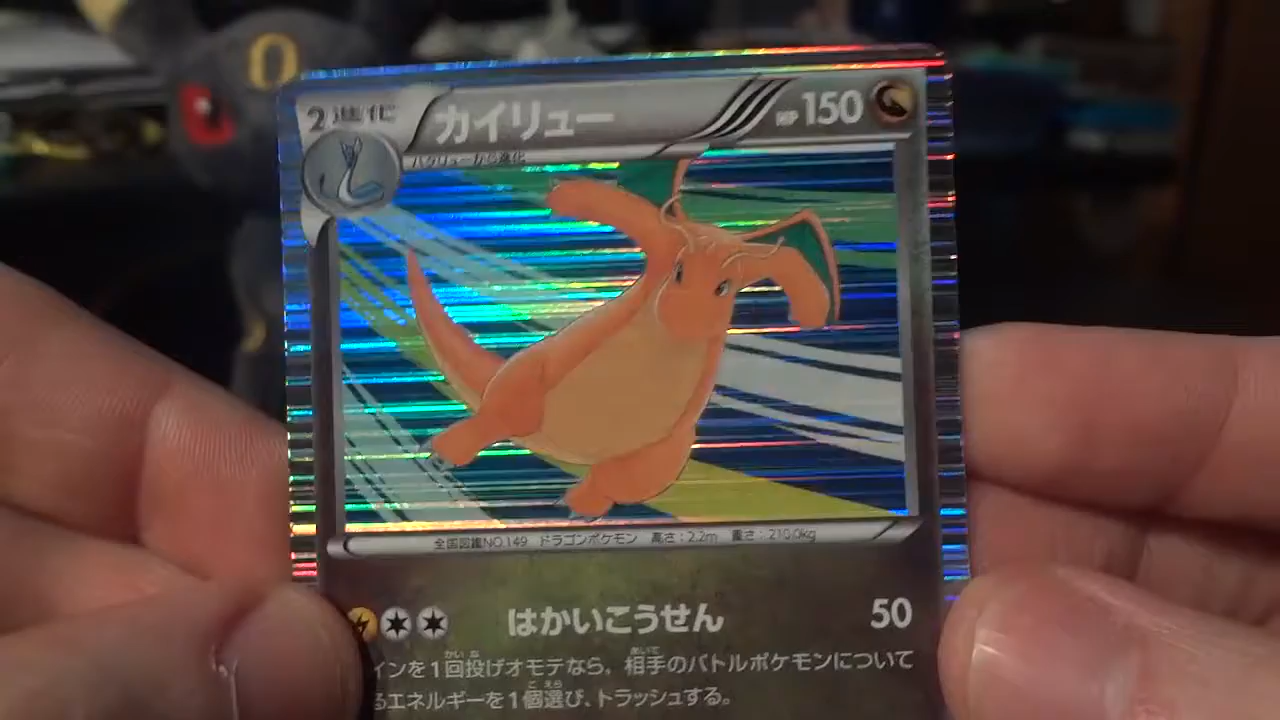 2進化 カイリュー HP 150
ハクリューから進化
全国図鑑NO.149 ドラゴンポケモン 高さ：2.2m 重さ：210.0kg
はかいこうせん 50
インを1回投げオモテなら、相手のバトルポケモンについて
るエネルギーを1個選び、トラッシュする。